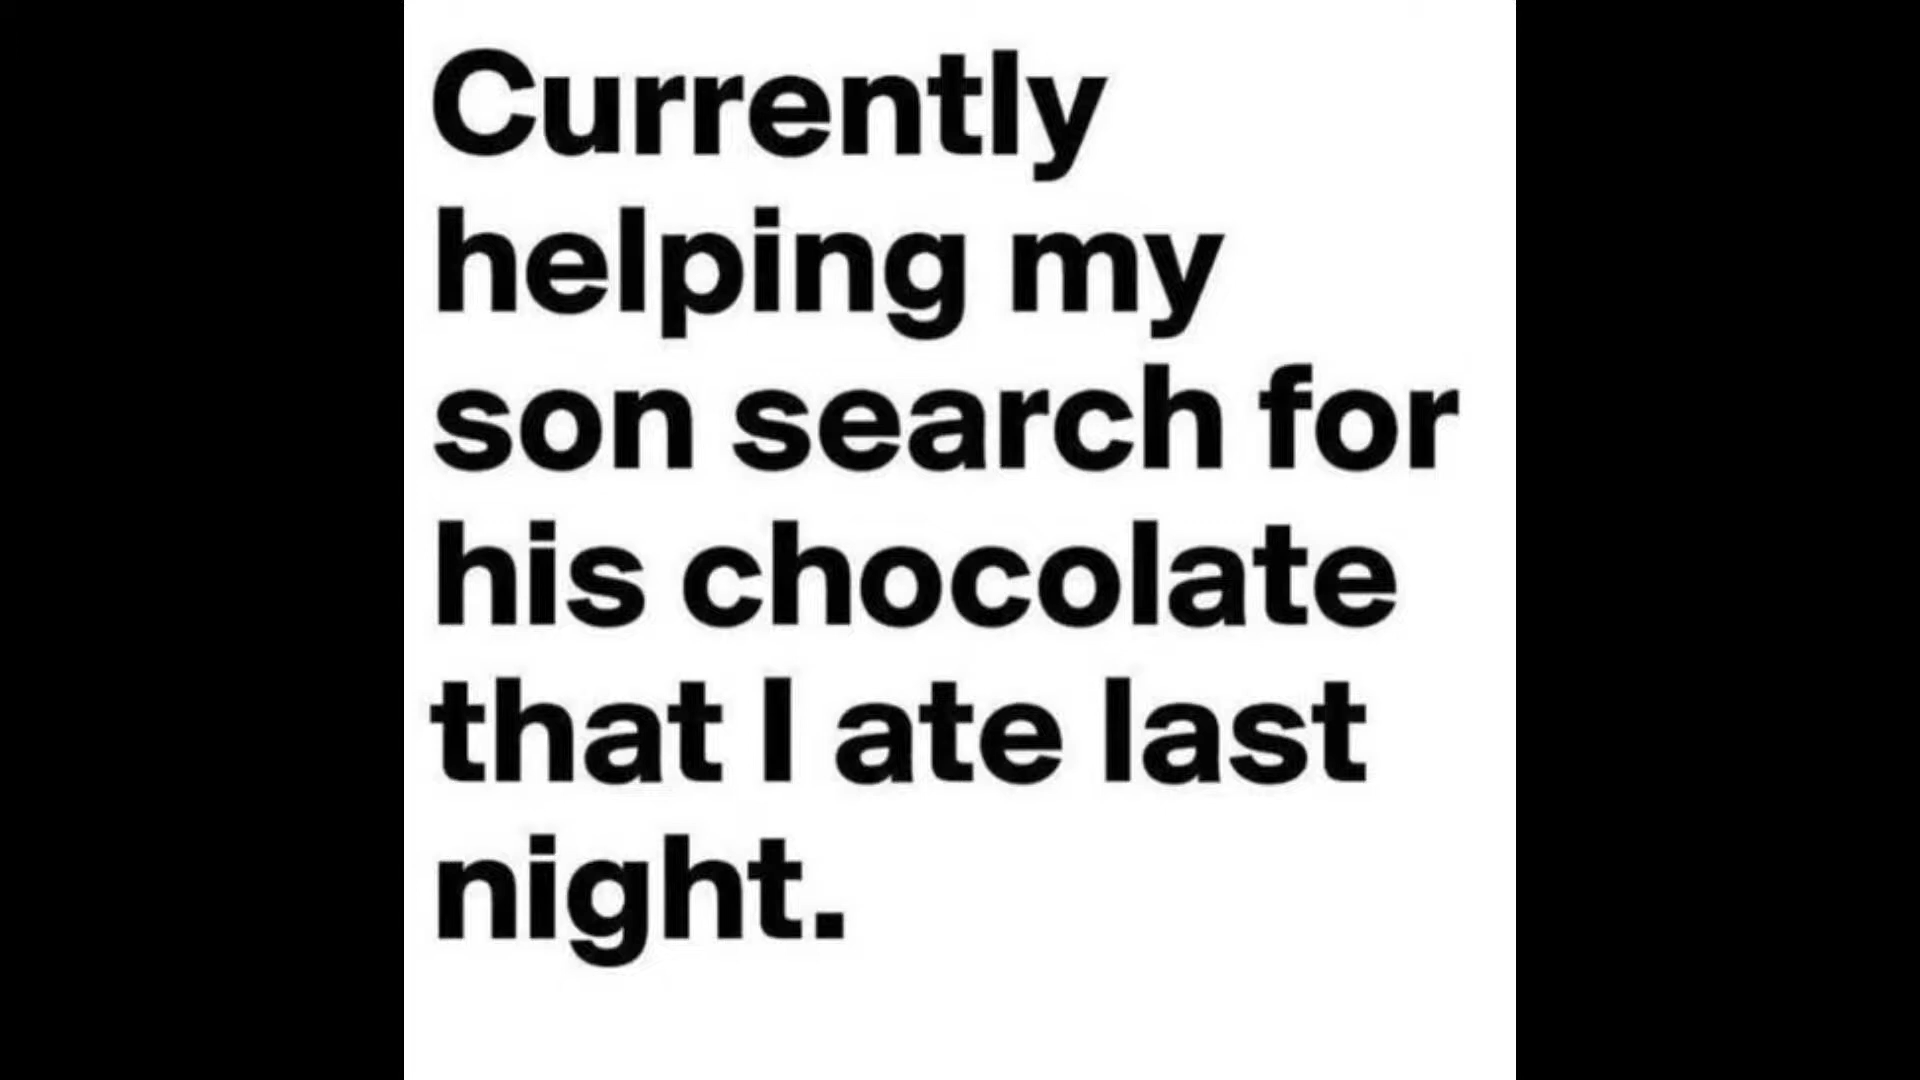 Currently
helping my
son search for
his chocolate
that I ate last
night.